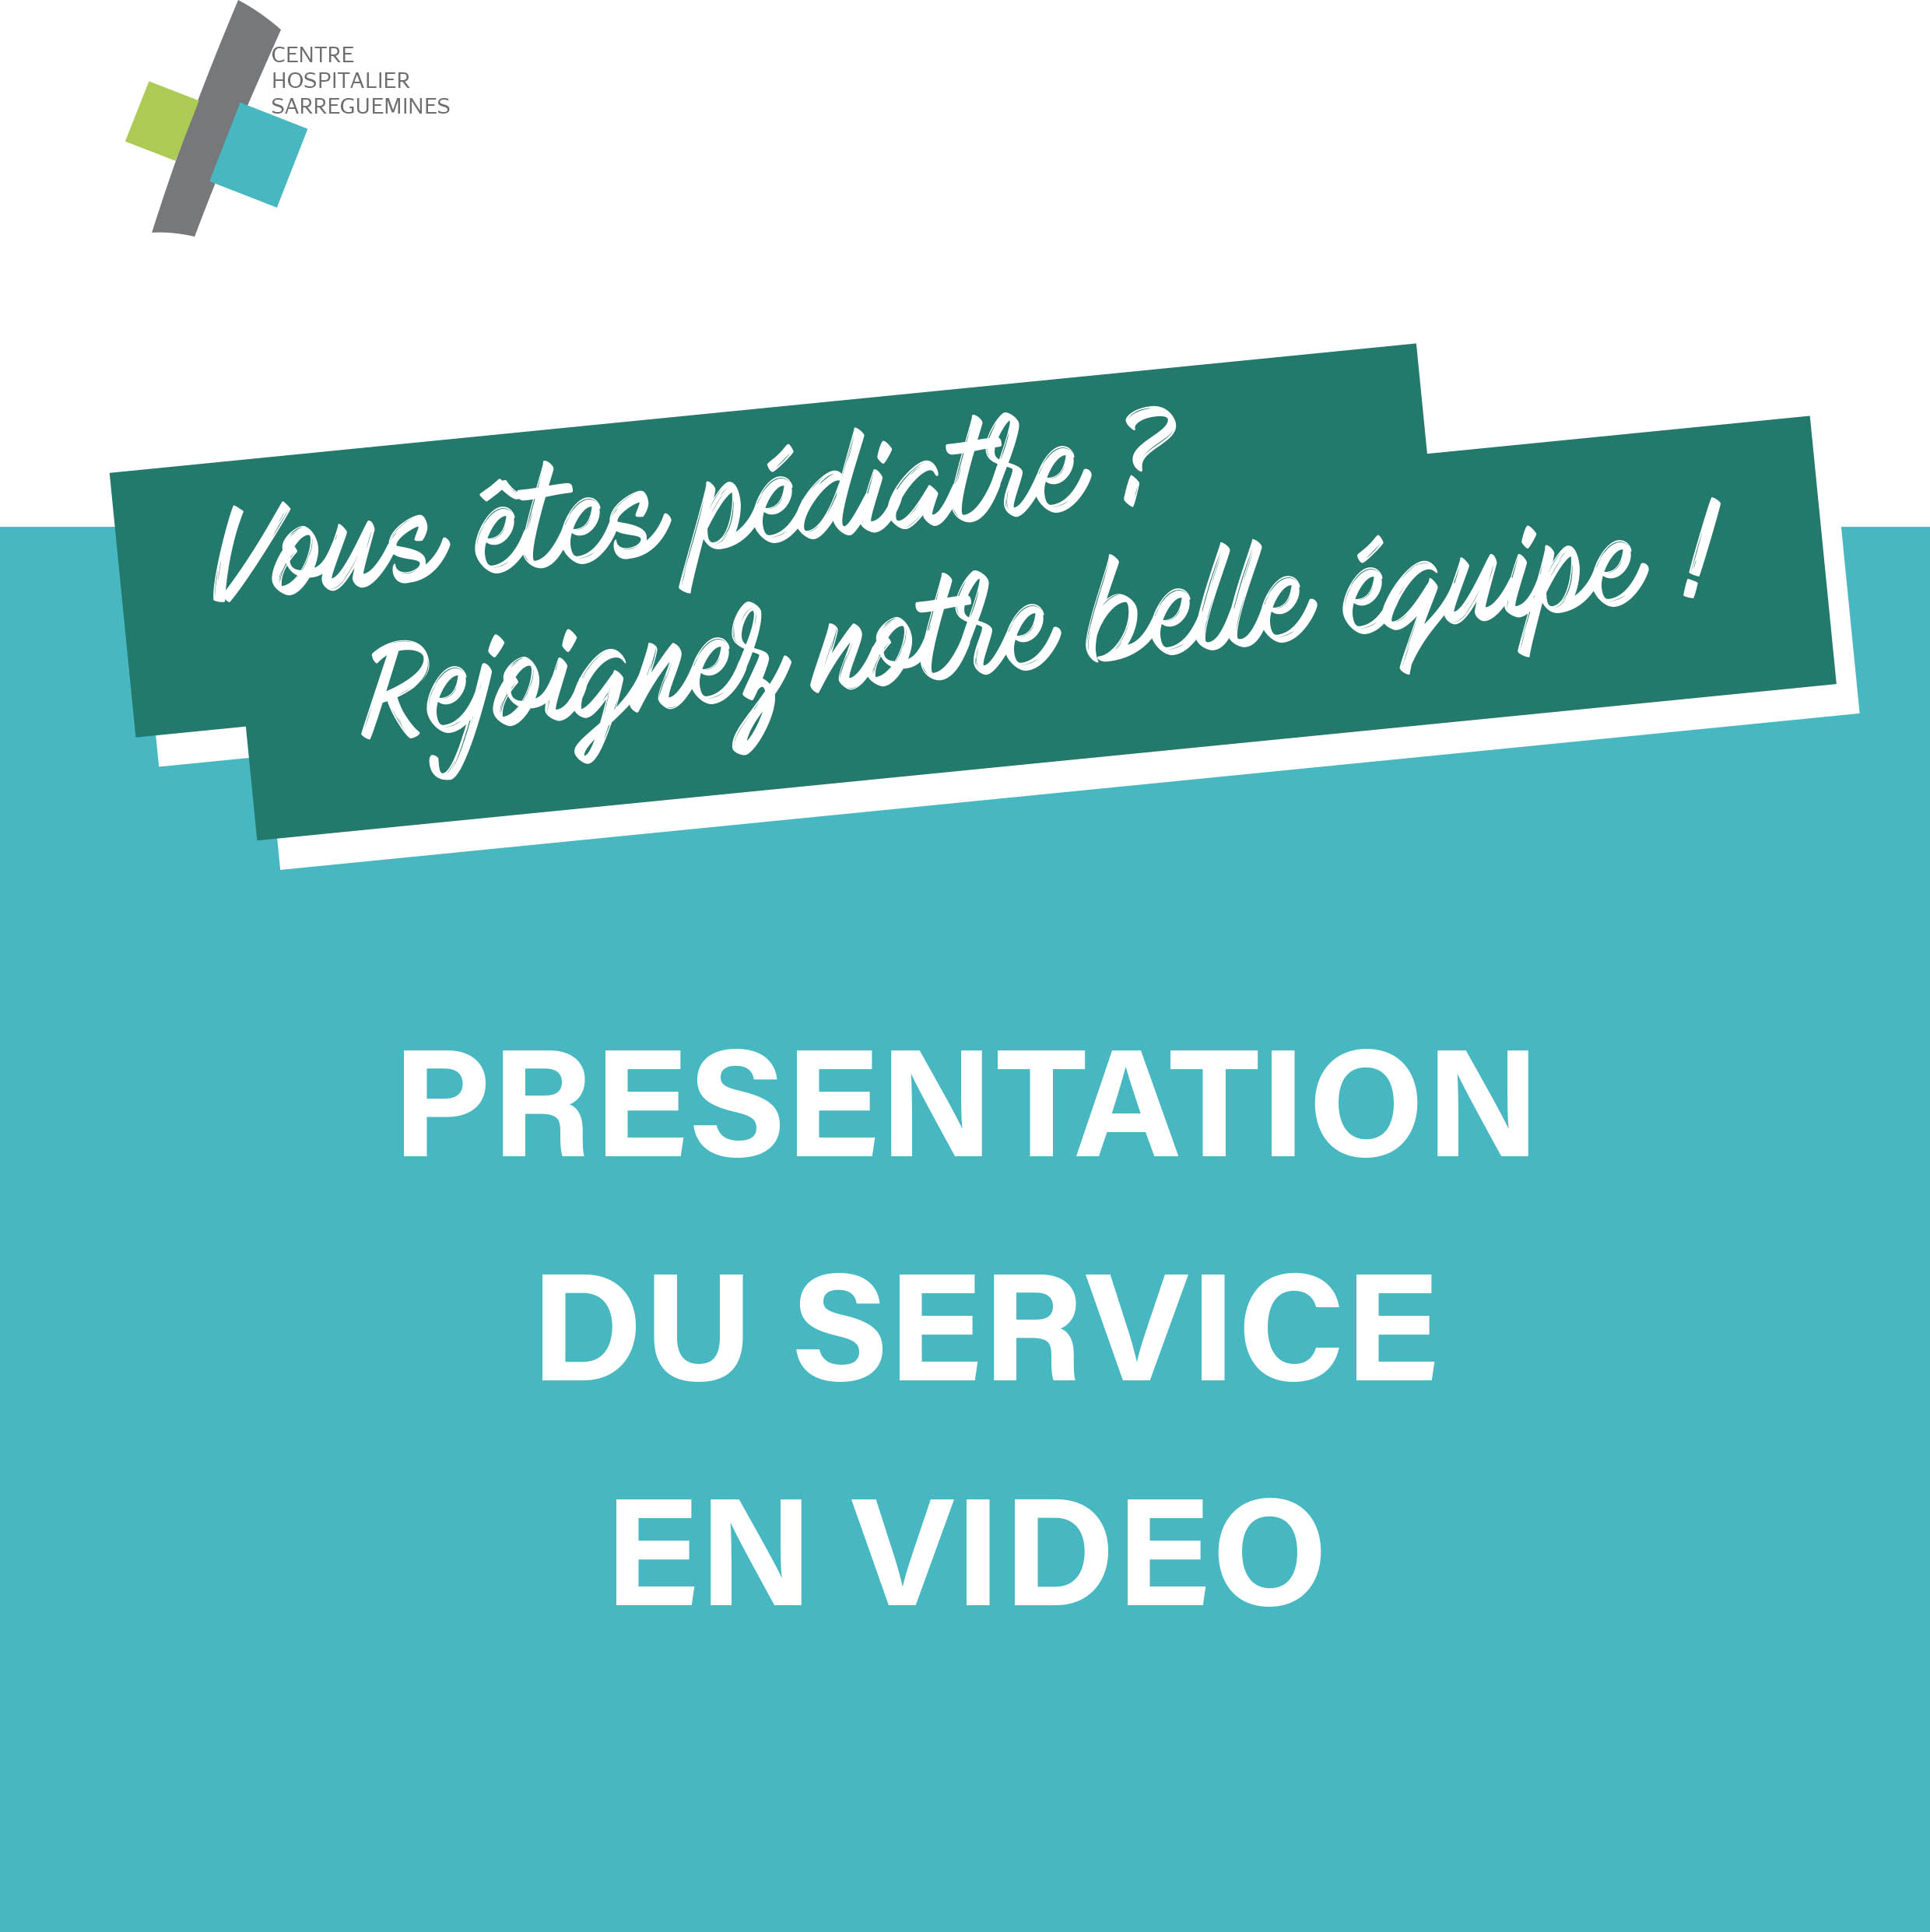 CENTRE
HOSPITALIER
SARREGUEMINES
Vous êtes pédiatre ?
Rejoignez notre belle équipe !
PRESENTATION
DU SERVICE
EN VIDEO